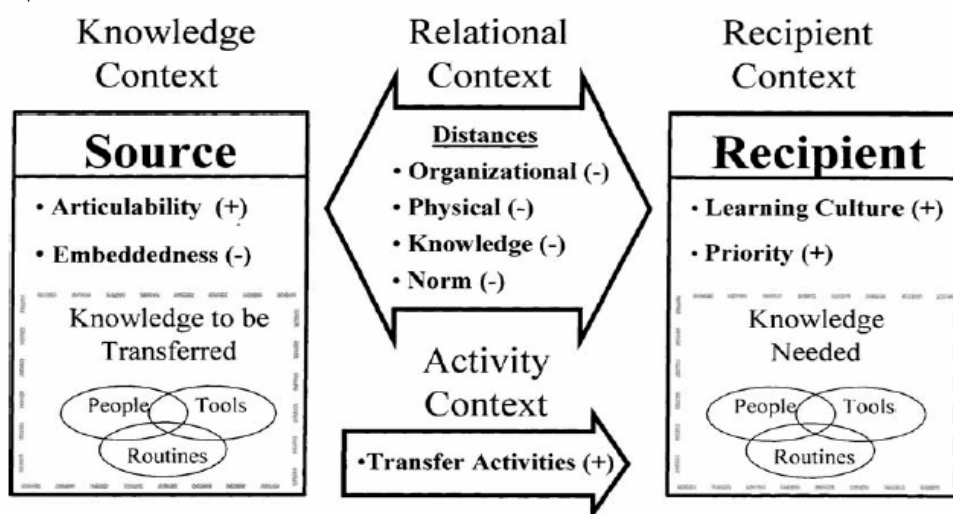 Knowledge
Context
Source
• Articulability (+)
• Embeddedness (-)
Knowledge to be
Transferred
People
Tools
Routines
Relational
Context
Distances
• Organizational (-)
• Physical (-)
• Knowledge (-)
• Norm (-)
Activity
Context
•Transfer Activities (+)
Recipient
Context
Recipient
• Learning Culture (+)
• Priority (+)
Knowledge
Needed
People
Tools
Routines